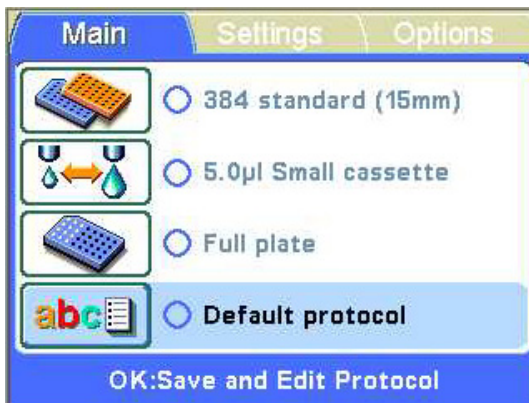 Main
Settings
Options
384 standard (15mm)
5.0µl Small cassette
Full plate
abc
Default protocol
OK:Save and Edit Protocol